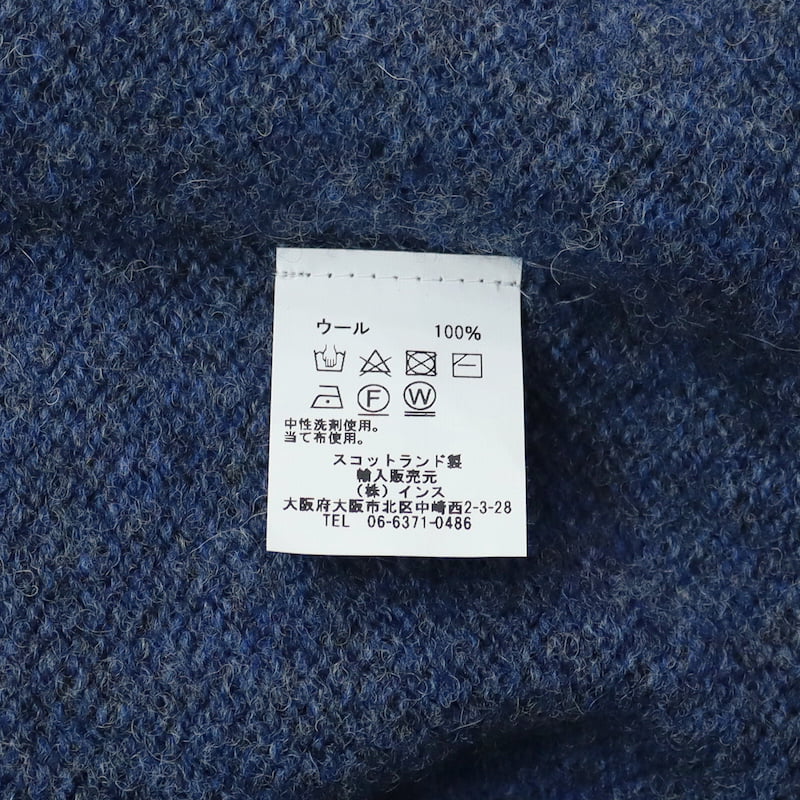 ウール 100%
F W
中性洗剤使用。
当て布使用。
スコットランド製
輸入販売元
（株）インス
大阪府大阪市北区中崎西2-3-28
TEL 06-6371-0486